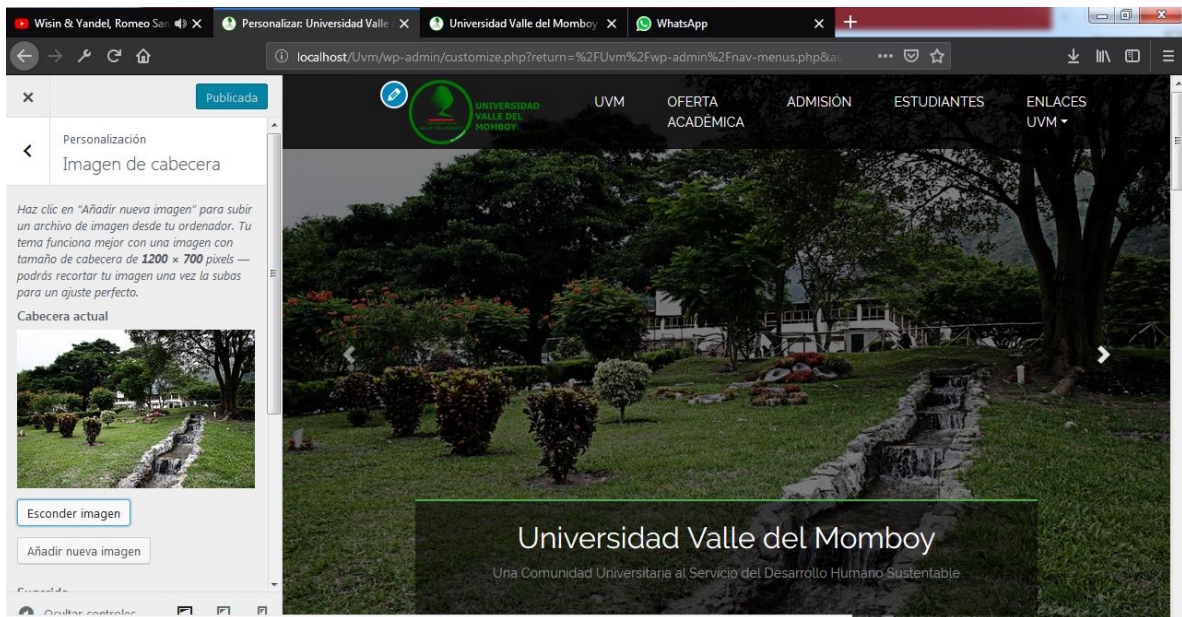 Wisin & Yandel, Romeo San
Personalizar: Universidad Valle
Universidad Valle del Momboy
WhatsApp
localhost/Uvm/wp-admin/customize.php?return=%2FUvm%2Fwp-admin%2Fnav-menus.php&au
Publicada
Personalización
Imagen de cabecera
Haz clic en "Añadir nueva imagen" para subir
un archivo de imagen desde tu ordenador. Tu
tema funciona mejor con una imagen con
tamaño de cabecera de 1200 × 700 pixels —
podrás recortar tu imagen una vez la subas
para un ajuste perfecto.
Cabecera actual
Esconder imagen
Añadir nueva imagen
Ocultar controles
UNIVERSIDAD
VALLE DEL
MOMBOY
UVM
OFERTA
ACADÉMICA
ADMISIÓN
ESTUDIANTES
ENLACES
UVM
Universidad Valle del Momboy
Una Comunidad Universitaria al Servicio del Desarrollo Humano Sustentable